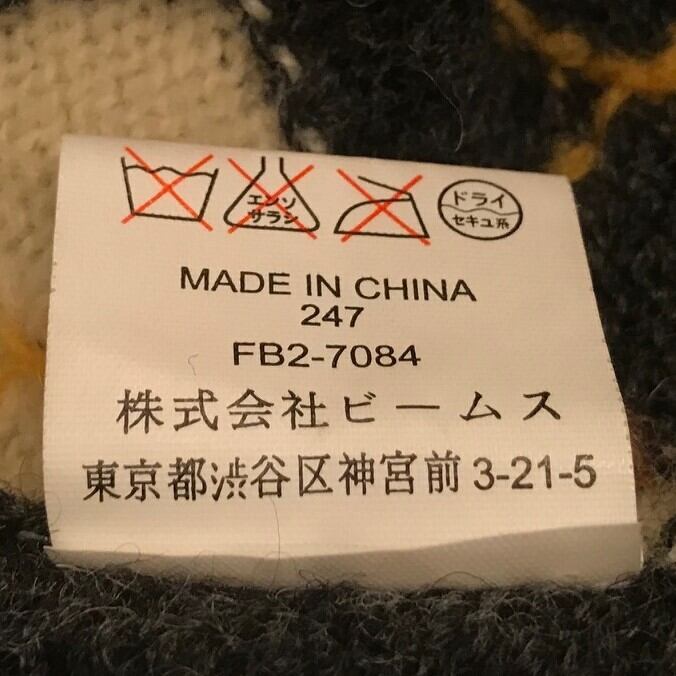 エンソ
サラシ
ドライ
セキユ系
MADE IN CHINA
247
FB2-7084
株式会社ビームス
東京都渋谷区神宮前 3-21-5